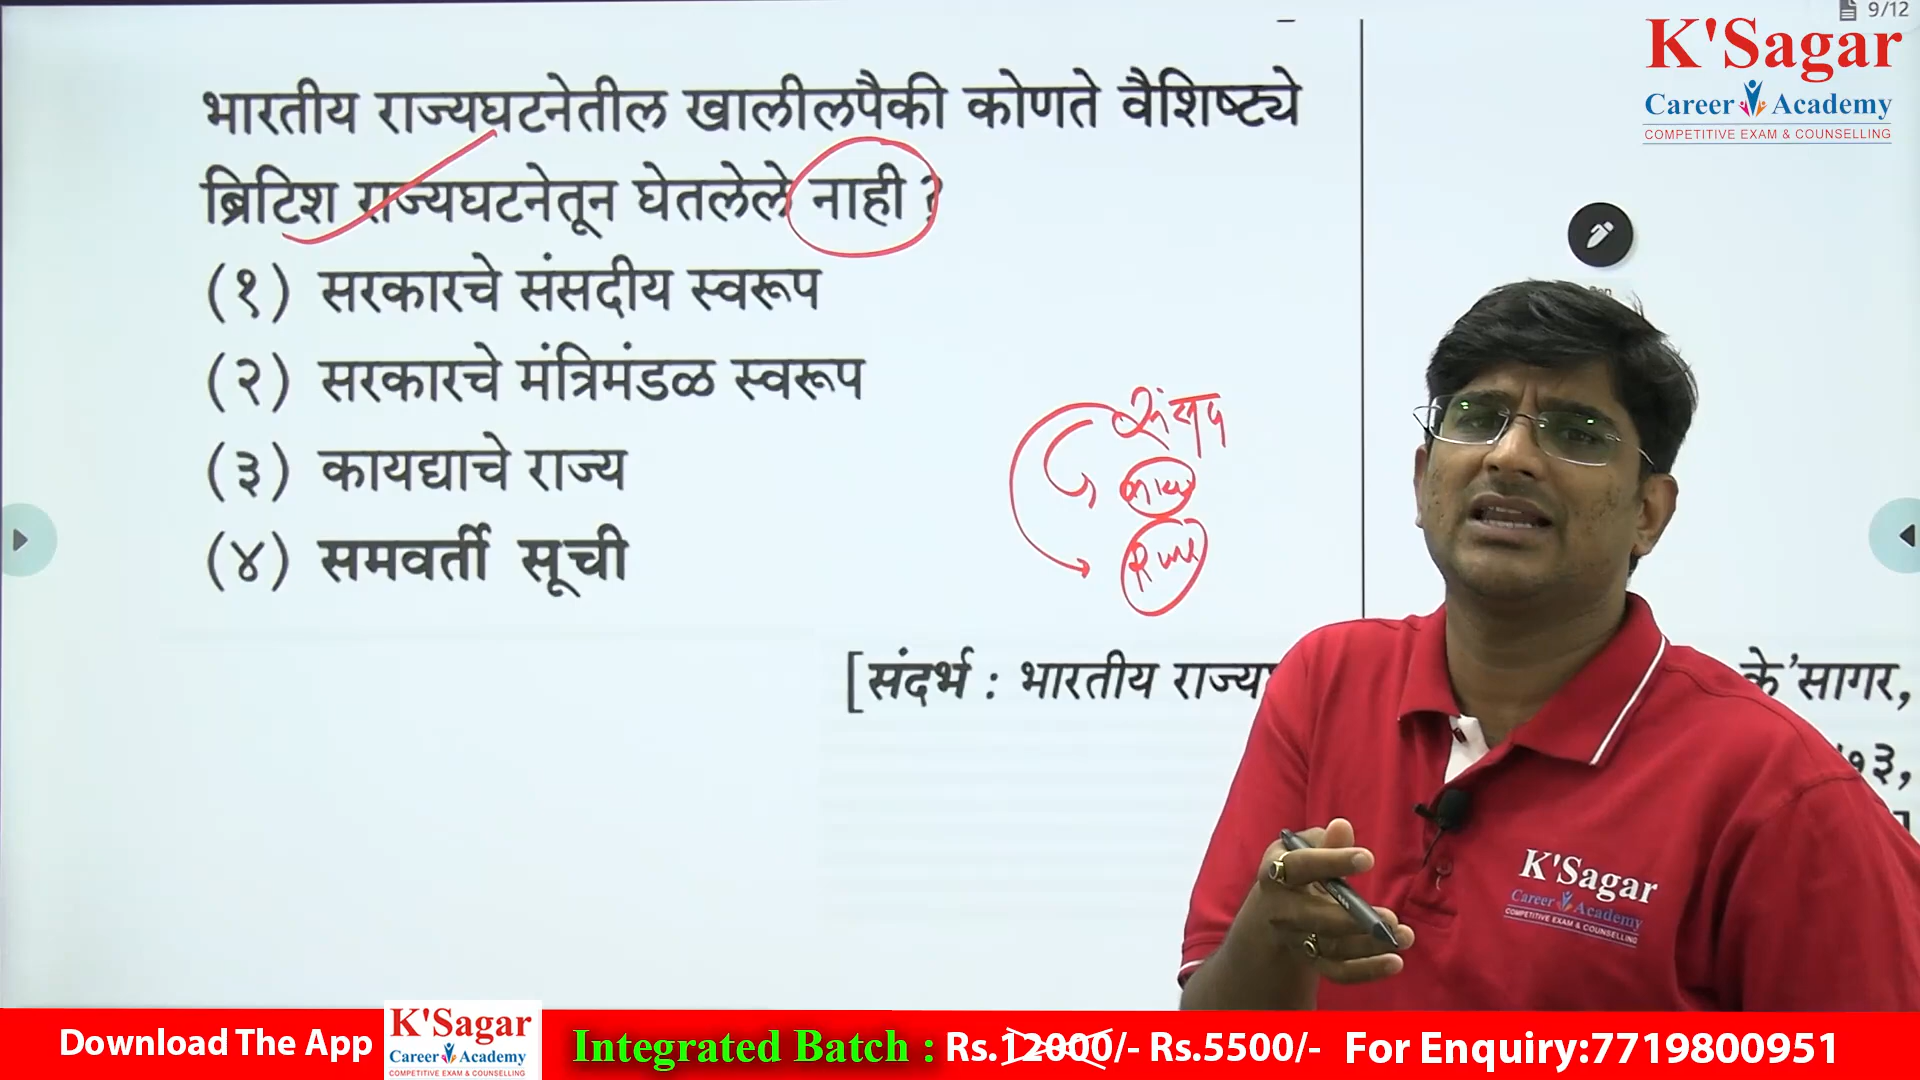 9/12
K'Sagar
Career Academy
COMPETITIVE EXAM & COUNSELLING
भारतीय राज्यघटनेतील खालीलपैकी कोणते वैशिष्ट्ये
ब्रिटिश राज्यघटनेतून घेतलेले नाही ?
(१) सरकारचे संसदीय स्वरूप
(२) सरकारचे मंत्रिमंडळ स्वरूप
(३) कायद्याचे राज्य
(४) समवर्ती सूची
[संदर्भ : भारतीय राज्य के'सागर,
७३,
K'Sagar
Career Academy
COMPETITIVE EXAM & COUNSELLING
Download The App K'Sagar Career Academy COMPETITIVE EXAM & COUNSELLING Integrated Batch : Rs.12000/- Rs.5500/- For Enquiry:7719800951